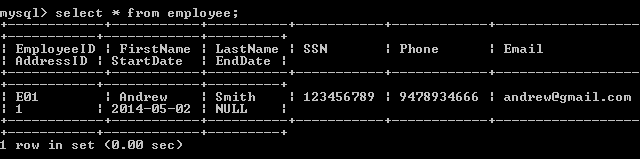 mysql> select * from employee;
+------------+------------+-----------+-----------+------------+------------------
+-----------+------------+-----------+
| EmployeeID | FirstName | LastName | SSN | Phone | Email
| AddressID | StartDate | EndDate |
+------------+------------+-----------+-----------+------------+------------------
+-----------+------------+-----------+
| E01 | Andrew | Smith | 123456789 | 9478934666 | andrew@gmail.com
| 1 | 2014-05-02 | NULL |
+------------+------------+-----------+-----------+------------+------------------
+-----------+------------+-----------+
1 row in set (0.00 sec)